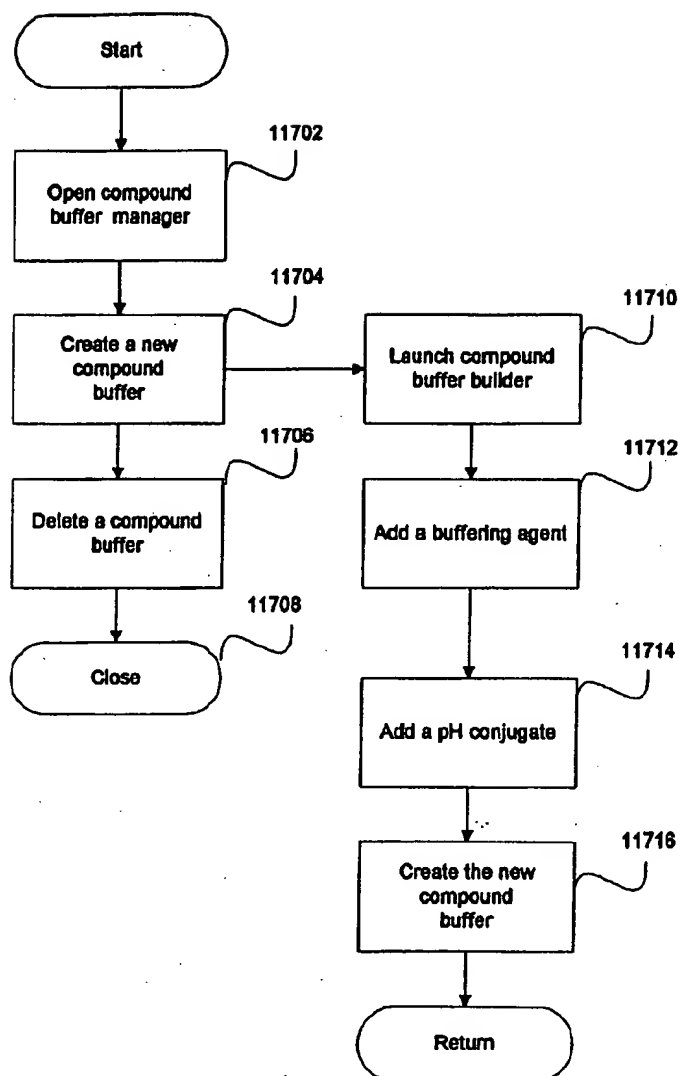 Start
11702
Open compound
buffer manager
11704
Create a new
compound
buffer
11706
Delete a compound
buffer
11708
Close
11710
Launch compound
buffer builder
11712
Add a buffering agent
11714
Add a pH conjugate
11716
Create the new
compound
buffer
Return